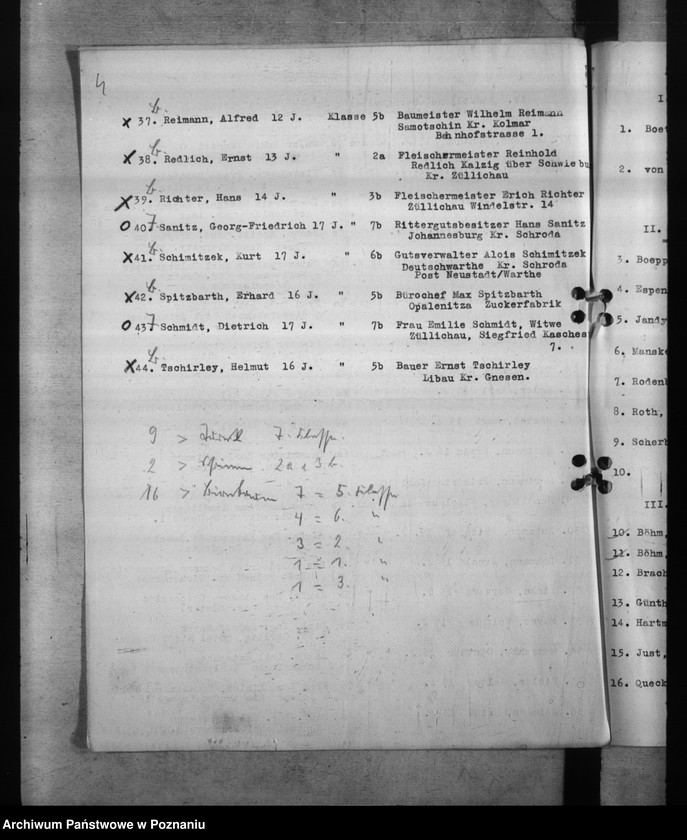 4
X 37. Reimann, Alfred 12 J. Klasse 5b Baumeister Wilhelm Reimann
Samotschin Kr. Kolmar
Bahnhofstrasse 1.
X 38. Redlich, Ernst 13 J. " 2a Fleischermeister Reinhold
Redlich Kalzig über Schwiebu
Kr. Züllichau
X 39. Richter, Hans 14 J. " 3b Fleischermeister Erich Richter
Züllichau Windelstr. 14
O 40. 7 Sanitz, Georg-Friedrich 17 J. " 7b Rittergutsbesitzer Hans Sanitz
Johannesburg Kr. Schroda
X 41. Schimitzek, Kurt 17 J. " 6b Gutsverwalter Alois Schimitzek
Deutschwarthe Kr. Schroda
Post Neustadt/Warthe
X 42. Spitzbarth, Erhard 16 J. " 5b Bürochef Max Spitzbarth
Opalenitza Zuckerfabrik
O 43. 7 Schmidt, Dietrich 17 J. " 7b Frau Emilie Schmidt, Witwe
Züllichau, Siegfried Kasches
7.
X 44. Tschirley, Helmut 16 J. " 5b Bauer Ernst Tschirley
Libau Kr. Gnesen.
9 > 7.
2 > 2a
16 > 7 = 5.
4 = 6. "
3 = 2. "
1 = 1. "
1 = 3. "
I
1. Boet
2. von
II.
3. Boepp
4. Espen
5. Jandy
6. Manske
7. Rodenb
8. Roth,
9. Scherb
10.
III.
10. Böhm,
11. Böhm,
12. Brach
13. Günth
14. Hartm
15. Just,
16. Queck
Archiwum Państwowe w Poznaniu